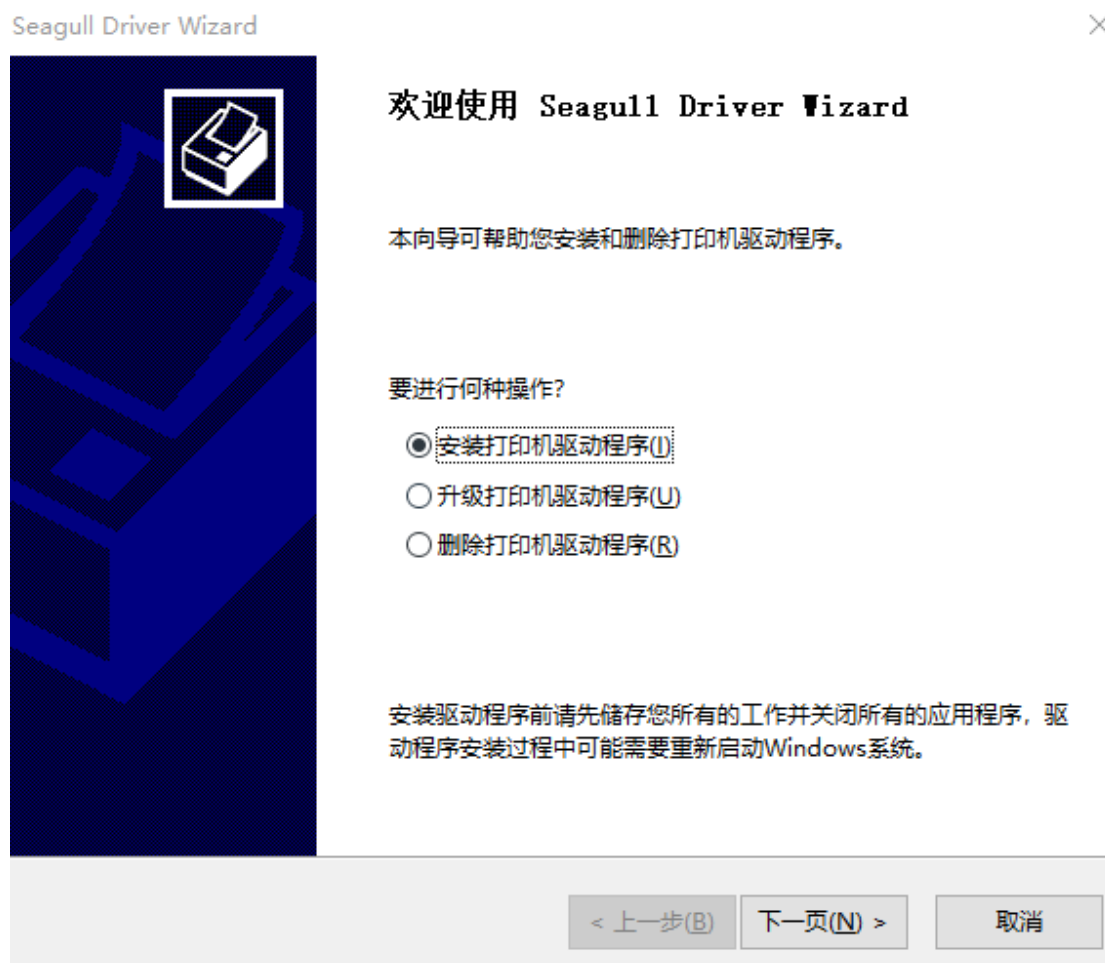 Seagull Driver Wizard
欢迎使用 Seagull Driver Wizard
本向导可帮助您安装和删除打印机驱动程序。
要进行何种操作?
安装打印机驱动程序(I)
升级打印机驱动程序(U)
删除打印机驱动程序(R)
安装驱动程序前请先储存您所有的工作并关闭所有的应用程序，驱
动程序安装过程中可能需要重新启动Windows系统。
< 上一步(B) 下一页(N) > 取消